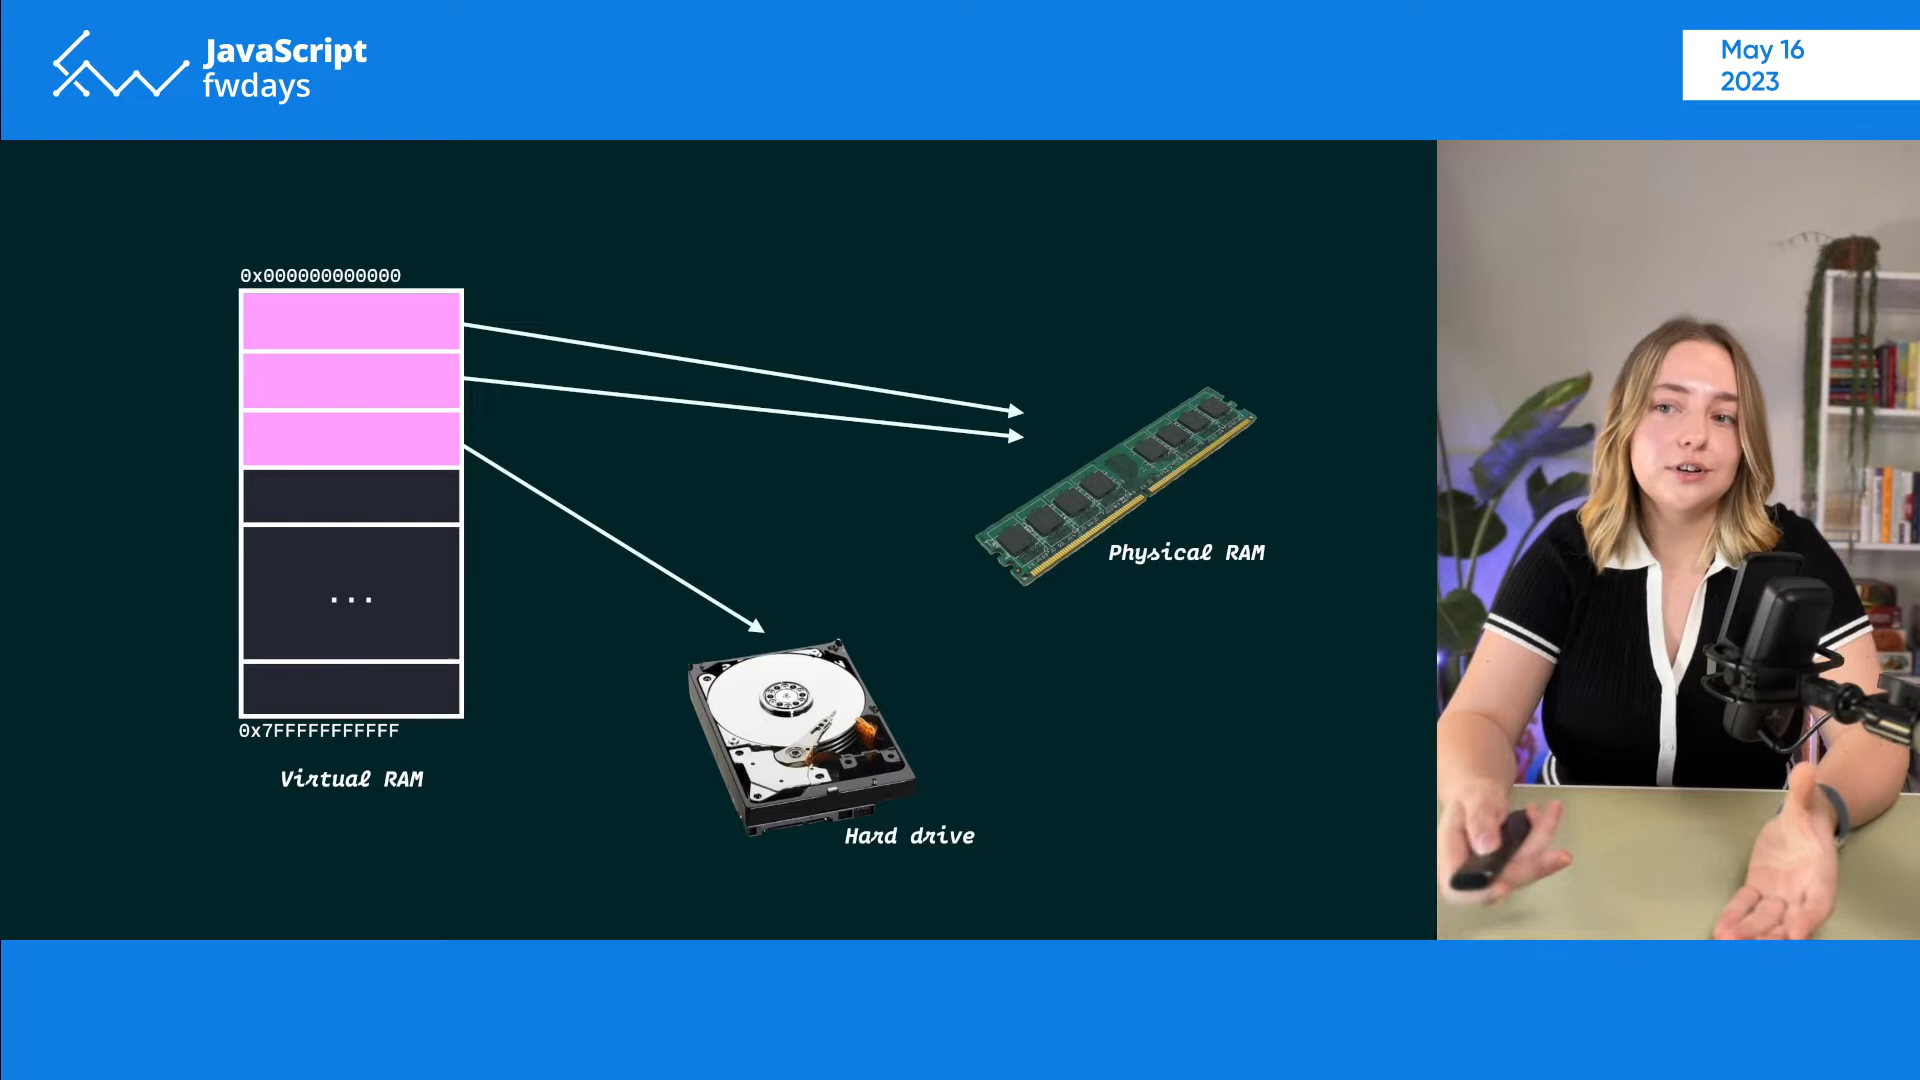 JavaScript
fwdays
May 16
2023
0x000000000000
...
0x7FFFFFFFFFFF
Virtual RAM
Physical RAM
Hard drive